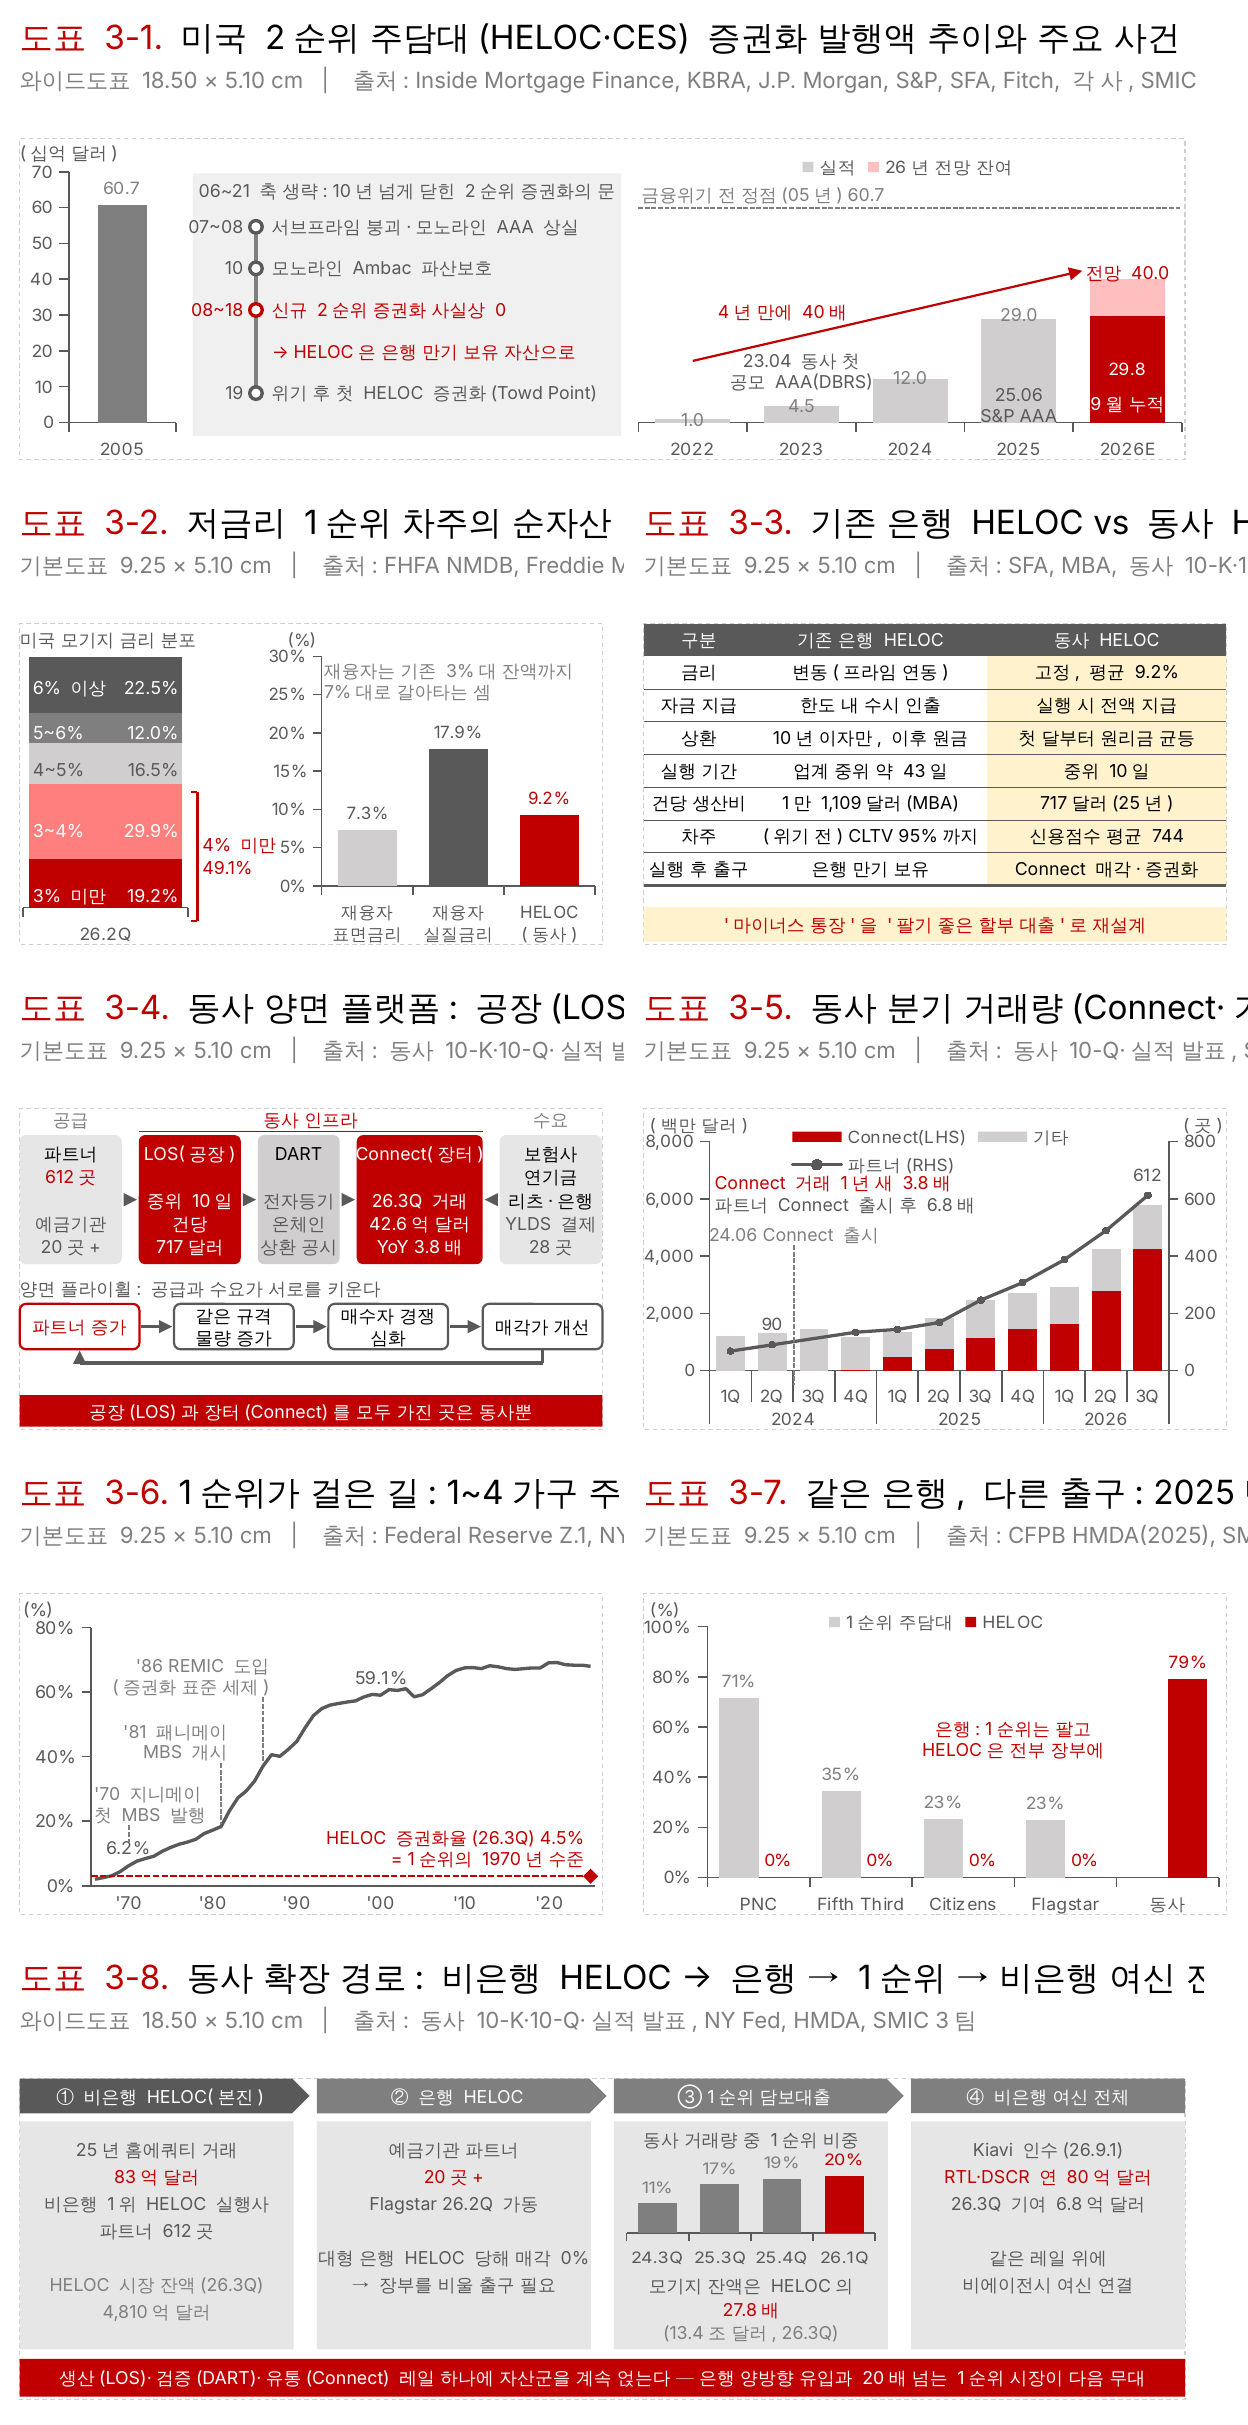 도표 3-1. 미국 2순위 주담대(HELOC·CES) 증권화 발행액 추이와 주요 사건
와이드도표 18.50 × 5.10 cm | 출처: Inside Mortgage Finance, KBRA, J.P. Morgan, S&P, SFA, Fitch, 각 사, SMIC
(십억 달러)
70
60
50
40
30
20
10
0
60.7
2005
06~21 축 생략: 10년 넘게 닫힌 2순위 증권화의 문
07~08 서브프라임 붕괴·모노라인 AAA 상실
10 모노라인 Ambac 파산보호
08~18 신규 2순위 증권화 사실상 0
→ HELOC은 은행 만기 보유 자산으로
19 위기 후 첫 HELOC 증권화(Towd Point)
실적 26년 전망 잔여
금융위기 전 정점(05년) 60.7
전망 40.0
4년 만에 40배
29.0
23.04 동사 첫
공모 AAA(DBRS)
12.0
29.8
25.06
S&P AAA
9월 누적
4.5
1.0
2022 2023 2024 2025 2026E
도표 3-2. 저금리 1순위 차주의 순자산
기본도표 9.25 × 5.10 cm | 출처: FHFA NMDB, Freddie M
미국 모기지 금리 분포
6% 이상 22.5%
5~6% 12.0%
4~5% 16.5%
3~4% 29.9%
3% 미만 19.2%
4% 미만
49.1%
26.2Q
(%)
30%
25%
20%
15%
10%
5%
0%
재융자는 기존 3%대 잔액까지
7%대로 갈아타는 셈
7.3%
17.9%
9.2%
재융자 재융자 HELOC
표면금리 실질금리 (동사)
도표 3-3. 기존 은행 HELOC vs 동사 H
기본도표 9.25 × 5.10 cm | 출처: SFA, MBA, 동사 10-K·1
구분 기존 은행 HELOC 동사 HELOC
금리 변동(프라임 연동) 고정, 평균 9.2%
자금 지급 한도 내 수시 인출 실행 시 전액 지급
상환 10년 이자만, 이후 원금 첫 달부터 원리금 균등
실행 기간 업계 중위 약 43일 중위 10일
건당 생산비 1만 1,109달러(MBA) 717달러(25년)
차주 (위기 전) CLTV 95%까지 신용점수 평균 744
실행 후 출구 은행 만기 보유 Connect 매각·증권화
'마이너스 통장'을 '팔기 좋은 할부 대출'로 재설계
도표 3-4. 동사 양면 플랫폼: 공장(LOS
기본도표 9.25 × 5.10 cm | 출처: 동사 10-K·10-Q·실적 발
공급 동사 인프라 수요
파트너
612곳
예금기관
20곳+
LOS(공장)
중위 10일
건당
717달러
DART
전자등기
온체인
상환 공시
Connect(장터)
26.3Q 거래
42.6억 달러
YoY 3.8배
보험사
연기금
리츠·은행
YLDS 결제
28곳
양면 플라이휠: 공급과 수요가 서로를 키운다
파트너 증가
같은 규격
물량 증가
매수자 경쟁
심화
매각가 개선
공장(LOS)과 장터(Connect)를 모두 가진 곳은 동사뿐
도표 3-5. 동사 분기 거래량(Connect·기
기본도표 9.25 × 5.10 cm | 출처: 동사 10-Q·실적 발표, S
(백만 달러) (곳)
8,000
6,000
4,000
2,000
0
800
600
400
200
0
Connect(LHS) 기타
파트너(RHS)
Connect 거래 1년 새 3.8배
파트너 Connect 출시 후 6.8배
24.06 Connect 출시
612
90
1Q 2Q 3Q 4Q 1Q 2Q 3Q 4Q 1Q 2Q 3Q
2024 2025 2026
도표 3-6. 1순위가 걸은 길: 1~4가구 주
기본도표 9.25 × 5.10 cm | 출처: Federal Reserve Z.1, NY
(%)
80%
60%
40%
20%
0%
'86 REMIC 도입
(증권화 표준 세제)
59.1%
'81 패니메이
MBS 개시
'70 지니메이
첫 MBS 발행
6.2%
HELOC 증권화율(26.3Q) 4.5%
= 1순위의 1970년 수준
'70 '80 '90 '00 '10 '20
도표 3-7. 같은 은행, 다른 출구: 2025
기본도표 9.25 × 5.10 cm | 출처: CFPB HMDA(2025), SM
(%)
100%
80%
60%
40%
20%
0%
1순위 주담대 HELOC
71%
0%
35%
0%
23%
0%
23%
0%
79%
은행: 1순위는 팔고
HELOC은 전부 장부에
PNC Fifth Third Citizens Flagstar 동사
도표 3-8. 동사 확장 경로: 비은행 HELOC → 은행 → 1순위 → 비은행 여신 전
와이드도표 18.50 × 5.10 cm | 출처: 동사 10-K·10-Q·실적 발표, NY Fed, HMDA, SMIC 3팀
① 비은행 HELOC(본진)
25년 홈에쿼티 거래
83억 달러
비은행 1위 HELOC 실행사
파트너 612곳
HELOC 시장 잔액(26.3Q)
4,810억 달러
② 은행 HELOC
예금기관 파트너
20곳+
Flagstar 26.2Q 가동
대형 은행 HELOC 당해 매각 0%
→ 장부를 비울 출구 필요
③ 1순위 담보대출
동사 거래량 중 1순위 비중
11% 17% 19% 20%
24.3Q 25.3Q 25.4Q 26.1Q
모기지 잔액은 HELOC의
27.8배
(13.4조 달러, 26.3Q)
④ 비은행 여신 전체
Kiavi 인수(26.9.1)
RTL·DSCR 연 80억 달러
26.3Q 기여 6.8억 달러
같은 레일 위에
비에이전시 여신 연결
생산(LOS)·검증(DART)·유통(Connect) 레일 하나에 자산군을 계속 얹는다 — 은행 양방향 유입과 20배 넘는 1순위 시장이 다음 무대